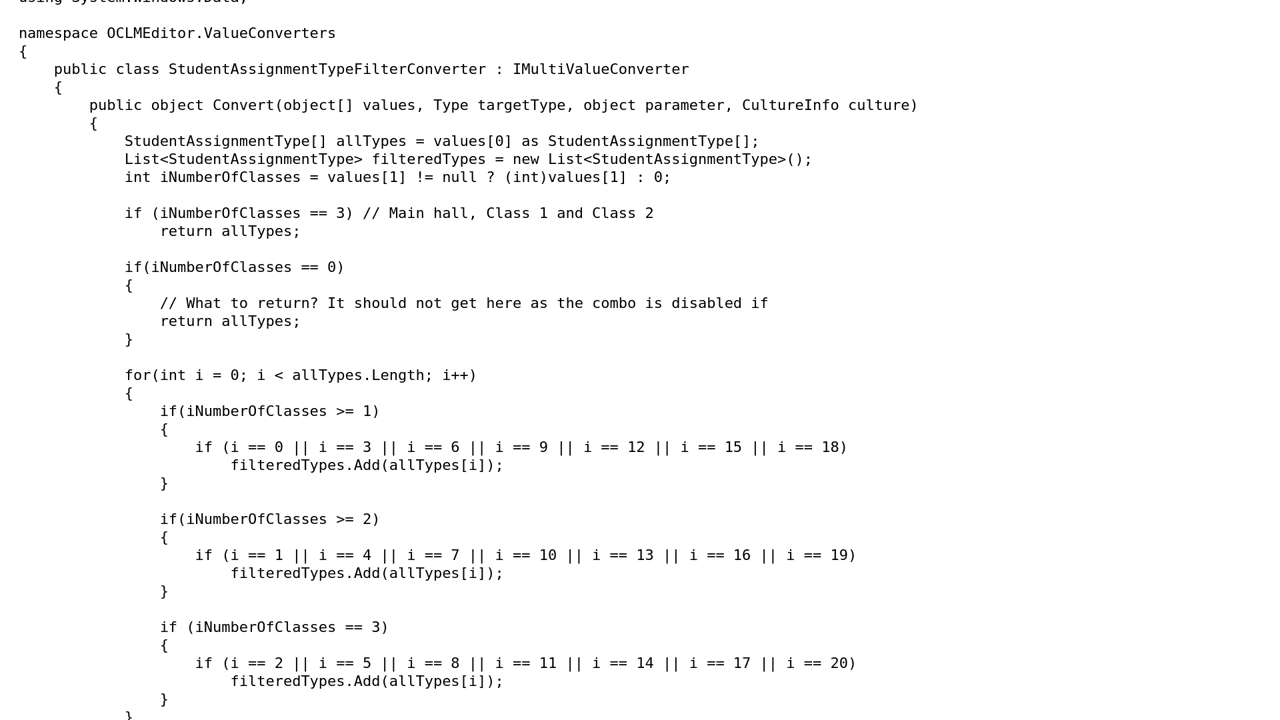 using System.Windows.Data;
namespace OCLMEditor.ValueConverters
{
    public class StudentAssignmentTypeFilterConverter : IMultiValueConverter
    {
        public object Convert(object[] values, Type targetType, object parameter, CultureInfo culture)
        {
            StudentAssignmentType[] allTypes = values[0] as StudentAssignmentType[];
            List<StudentAssignmentType> filteredTypes = new List<StudentAssignmentType>();
            int iNumberOfClasses = values[1] != null ? (int)values[1] : 0;
            if (iNumberOfClasses == 3) // Main hall, Class 1 and Class 2
                return allTypes;
            if(iNumberOfClasses == 0)
            {
                // What to return? It should not get here as the combo is disabled if
                return allTypes;
            }
            for(int i = 0; i < allTypes.Length; i++)
            {
                if(iNumberOfClasses >= 1)
                {
                    if (i == 0 || i == 3 || i == 6 || i == 9 || i == 12 || i == 15 || i == 18)
                        filteredTypes.Add(allTypes[i]);
                }
                if(iNumberOfClasses >= 2)
                {
                    if (i == 1 || i == 4 || i == 7 || i == 10 || i == 13 || i == 16 || i == 19)
                        filteredTypes.Add(allTypes[i]);
                }
                if (iNumberOfClasses == 3)
                {
                    if (i == 2 || i == 5 || i == 8 || i == 11 || i == 14 || i == 17 || i == 20)
                        filteredTypes.Add(allTypes[i]);
                }
            }